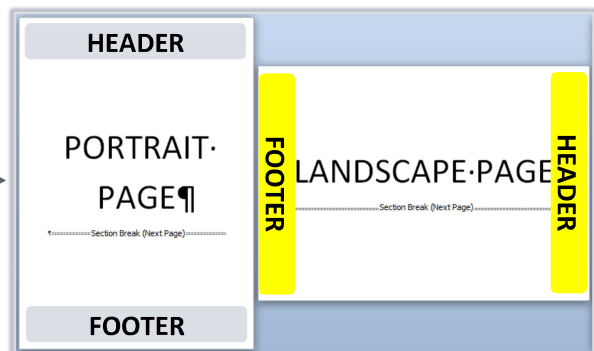 HEADER
PORTRAIT·
PAGE¶
¶Section Break (Next Page)
FOOTER
FOOTER
LANDSCAPE·PAGE
Section Break (Next Page)
HEADER